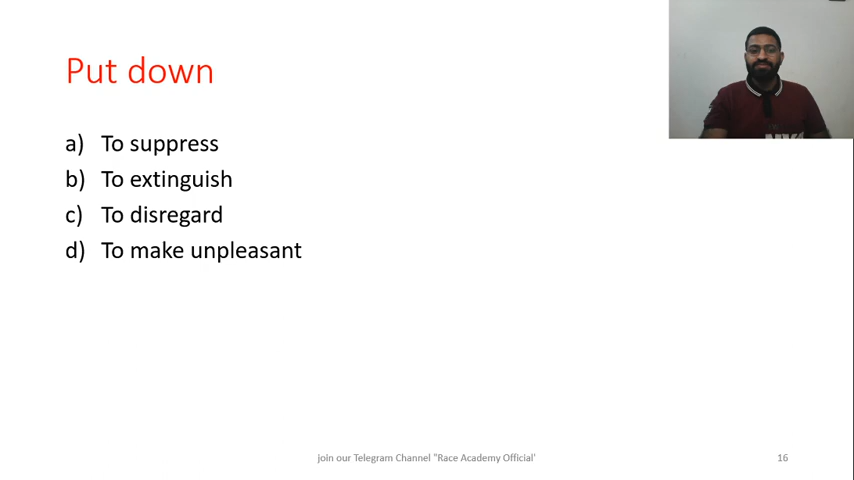 Put down
a) To suppress
b) To extinguish
c) To disregard
d) To make unpleasant
join our Telegram Channel "Race Academy Official'
16